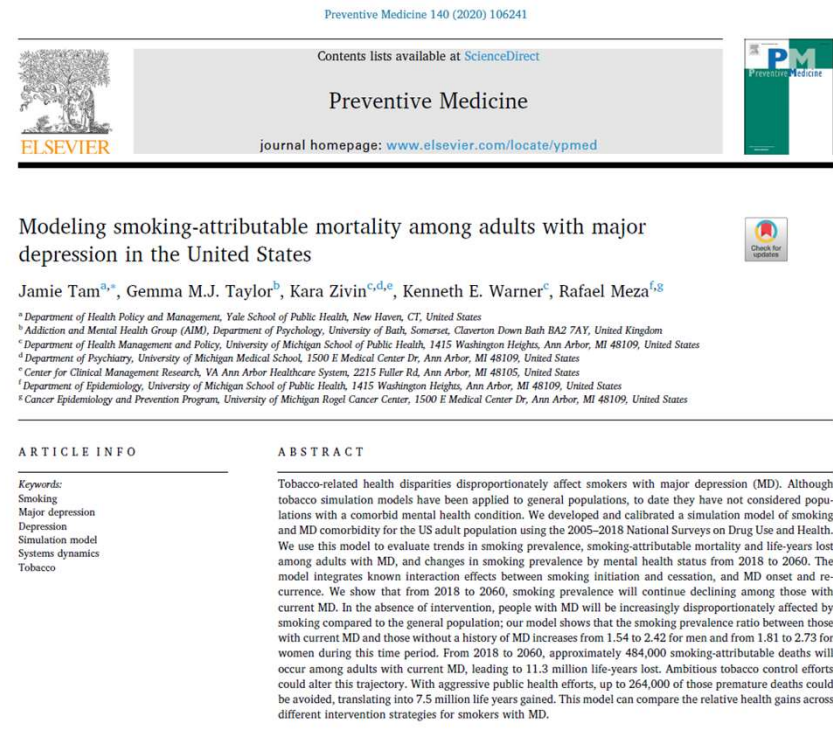 Preventive Medicine 140 (2020) 106241
Contents lists available at ScienceDirect
Preventive Medicine
journal homepage: www.elsevier.com/locate/ypmed
ELSEVIER
PM
Preventive Medicine
Modeling smoking-attributable mortality among adults with major
depression in the United States
Check for
updates
Jamie Tam a,*, Gemma M.J. Taylor b, Kara Zivin c,d,e, Kenneth E. Warner c, Rafael Meza f,g
a Department of Health Policy and Management, Yale School of Public Health, New Haven, CT, United States
b Addiction and Mental Health Group (AIM), Department of Psychology, University of Bath, Somerset, Claverton Down Bath BA2 7AY, United Kingdom
c Department of Health Management and Policy, University of Michigan School of Public Health, 1415 Washington Heights, Ann Arbor, MI 48109, United States
d Department of Psychiatry, University of Michigan Medical School, 1500 E Medical Center Dr, Ann Arbor, MI 48109, United States
e Center for Clinical Management Research, VA Ann Arbor Healthcare System, 2215 Fuller Rd, Ann Arbor, MI 48105, United States
f Department of Epidemiology, University of Michigan School of Public Health, 1415 Washington Heights, Ann Arbor, MI 48109, United States
g Cancer Epidemiology and Prevention Program, University of Michigan Rogel Cancer Center, 1500 E Medical Center Dr, Ann Arbor, MI 48109, United States
ARTICLE INFO
Keywords:
Smoking
Major depression
Depression
Simulation model
Systems dynamics
Tobacco
ABSTRACT
Tobacco-related health disparities disproportionately affect smokers with major depression (MD). Although
tobacco simulation models have been applied to general populations, to date they have not considered popu-
lations with a comorbid mental health condition. We developed and calibrated a simulation model of smoking
and MD comorbidity for the US adult population using the 2005–2018 National Surveys on Drug Use and Health.
We use this model to evaluate trends in smoking prevalence, smoking-attributable mortality and life-years lost
among adults with MD, and changes in smoking prevalence by mental health status from 2018 to 2060. The
model integrates known interaction effects between smoking initiation and cessation, and MD onset and re-
currence. We show that from 2018 to 2060, smoking prevalence will continue declining among those with
current MD. In the absence of intervention, people with MD will be increasingly disproportionately affected by
smoking compared to the general population; our model shows that the smoking prevalence ratio between those
with current MD and those without a history of MD increases from 1.54 to 2.42 for men and from 1.81 to 2.73 for
women during this time period. From 2018 to 2060, approximately 484,000 smoking-attributable deaths will
occur among adults with current MD, leading to 11.3 million life-years lost. Ambitious tobacco control efforts
could alter this trajectory. With aggressive public health efforts, up to 264,000 of those premature deaths could
be avoided, translating into 7.5 million life years gained. This model can compare the relative health gains across
different intervention strategies for smokers with MD.